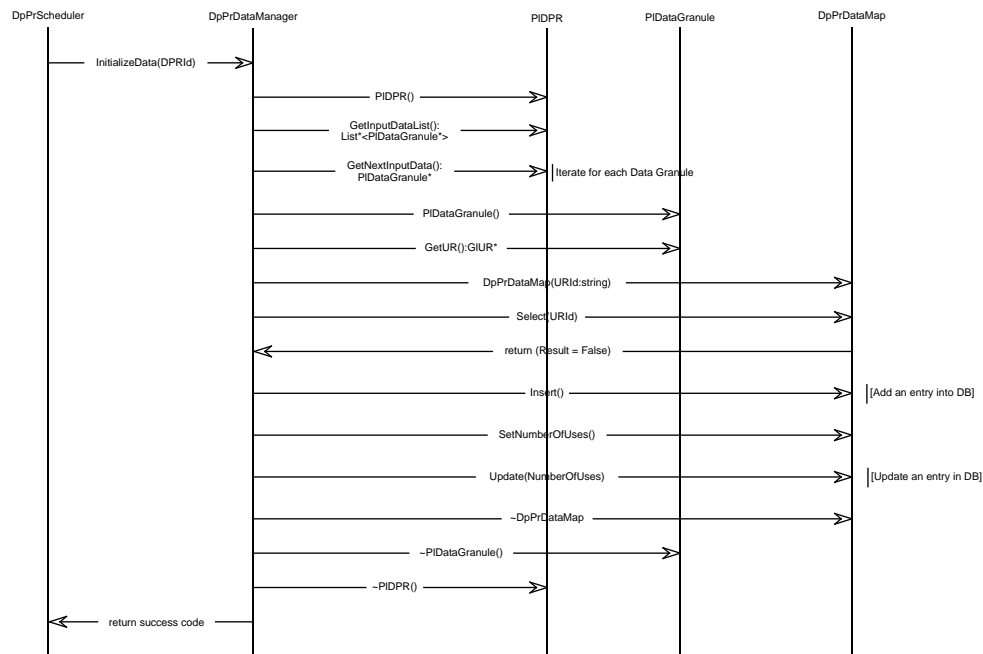 DpPrScheduler DpPrDataManager PlDPR PlDataGranule DpPrDataMap
InitializeData(DPRId)
PlDPR()
GetInputDataList():
List*<PlDataGranule*>
GetNextInputData():
PlDataGranule*
Iterate for each Data Granule
PlDataGranule()
GetUR():GlUR*
DpPrDataMap(URId:string)
Select(URId)
return (Result = False)
Insert() [Add an entry into DB]
SetNumberOfUses()
Update(NumberOfUses) [Update an entry in DB]
~DpPrDataMap
~PlDataGranule()
~PlDPR()
return success code